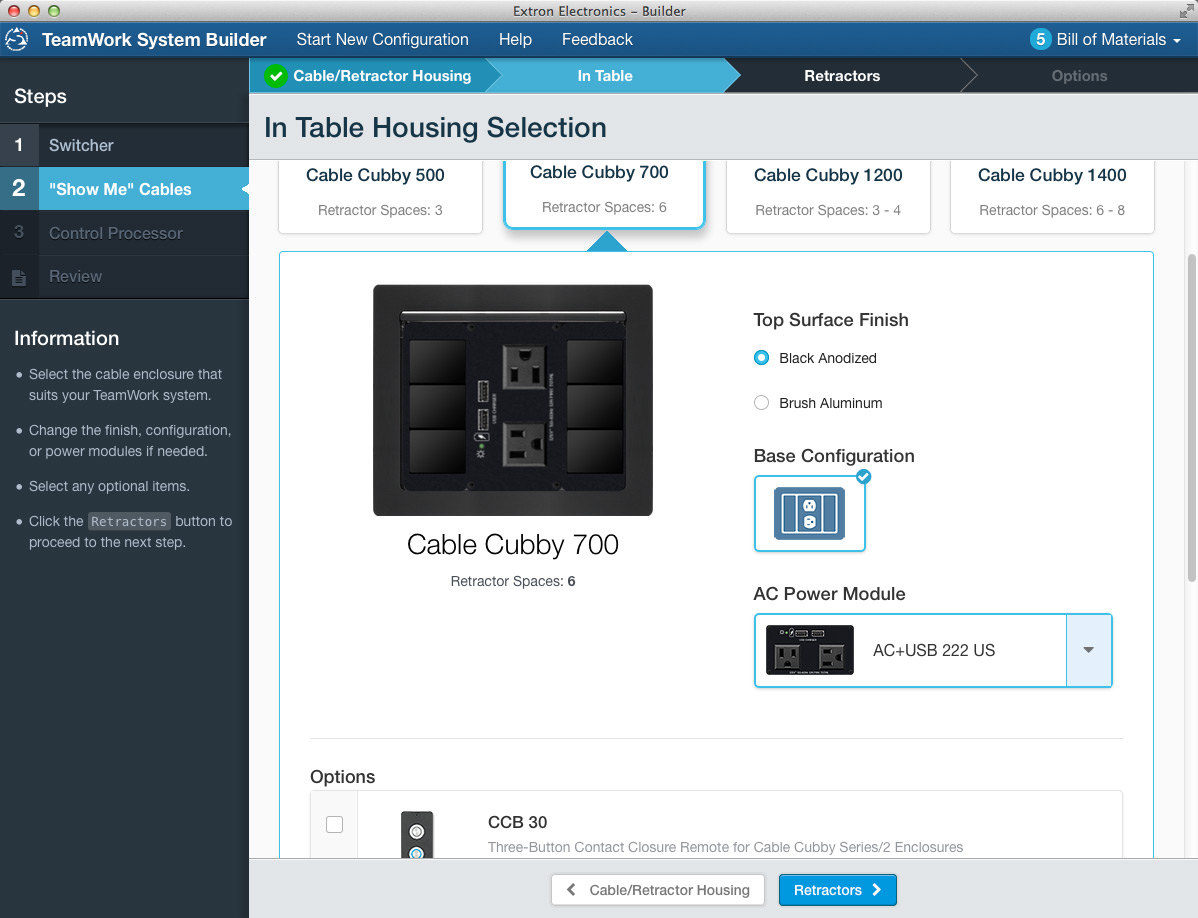 Extron Electronics – Builder
TeamWork System Builder
Start New Configuration
Help
Feedback
5 Bill of Materials
Steps
1 Switcher
2 "Show Me" Cables
3 Control Processor
Review
Information
• Select the cable enclosure that
suits your TeamWork system.
• Change the finish, configuration,
or power modules if needed.
• Select any optional items.
• Click the Retractors button to
proceed to the next step.
Cable/Retractor Housing
In Table
Retractors
Options
In Table Housing Selection
Cable Cubby 500
Retractor Spaces: 3
Cable Cubby 700
Retractor Spaces: 6
Cable Cubby 1200
Retractor Spaces: 3 - 4
Cable Cubby 1400
Retractor Spaces: 6 - 8
USB CHARGER
Cable Cubby 700
Retractor Spaces: 6
Top Surface Finish
Black Anodized
Brush Aluminum
Base Configuration
AC Power Module
AC+USB 222 US
Options
CCB 30
Three-Button Contact Closure Remote for Cable Cubby Series/2 Enclosures
Cable/Retractor Housing
Retractors